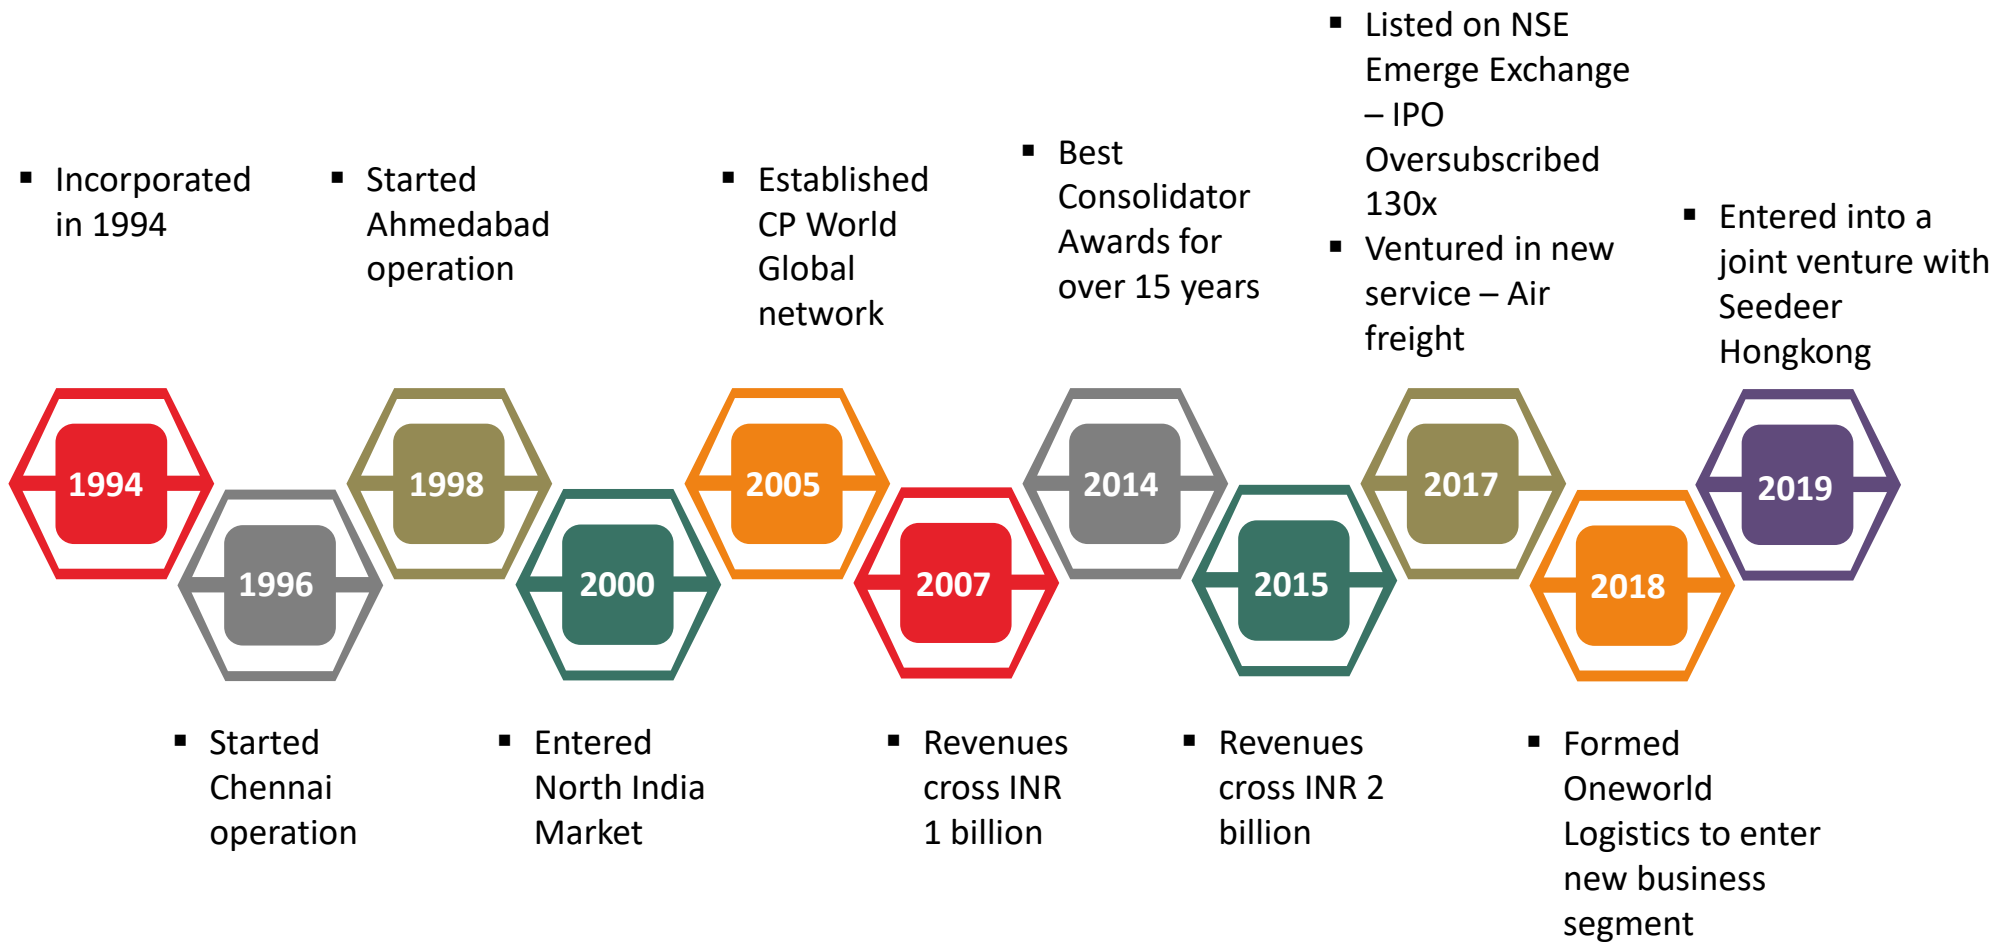 ▪ Incorporated
in 1994
▪ Started
Ahmedabad
operation
▪ Established
CP World
Global
network
▪ Best
Consolidator
Awards for
over 15 years
▪ Listed on NSE
Emerge Exchange
– IPO
Oversubscribed
130x
▪ Ventured in new
service – Air
freight
▪ Entered into a
joint venture with
Seedeer
Hongkong
1994
1996
1998
2000
2005
2007
2014
2015
2017
2018
2019
▪ Started
Chennai
operation
▪ Entered
North India
Market
▪ Revenues
cross INR
1 billion
▪ Revenues
cross INR 2
billion
▪ Formed
Oneworld
Logistics to enter
new business
segment